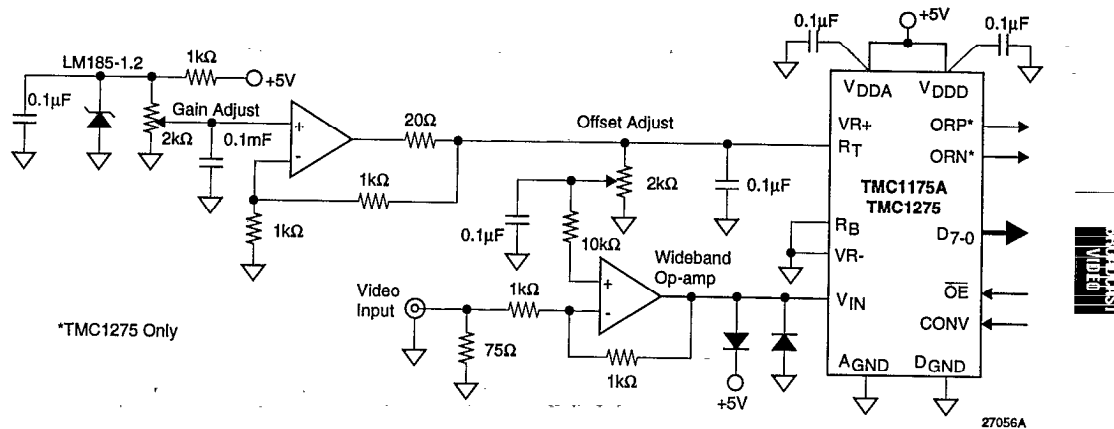 0.1µF
+5V
0.1µF
1kΩ
LM185-1.2
+5V
VDDA
VDDD
0.1µF
Gain Adjust
2kΩ
0.1mF
+
-
20Ω
Offset Adjust
VR+
RT
ORP*
ORN*
1kΩ
1kΩ
2kΩ
0.1µF
TMC1175A
TMC1275
0.1µF
10kΩ
RB
VR-
D7-0
Wideband
Op-amp
Video
Input
1kΩ
+
-
VIN
OE
CONV
*TMC1275 Only
75Ω
1kΩ
+5V
AGND
DGND
27056A
VIDEO